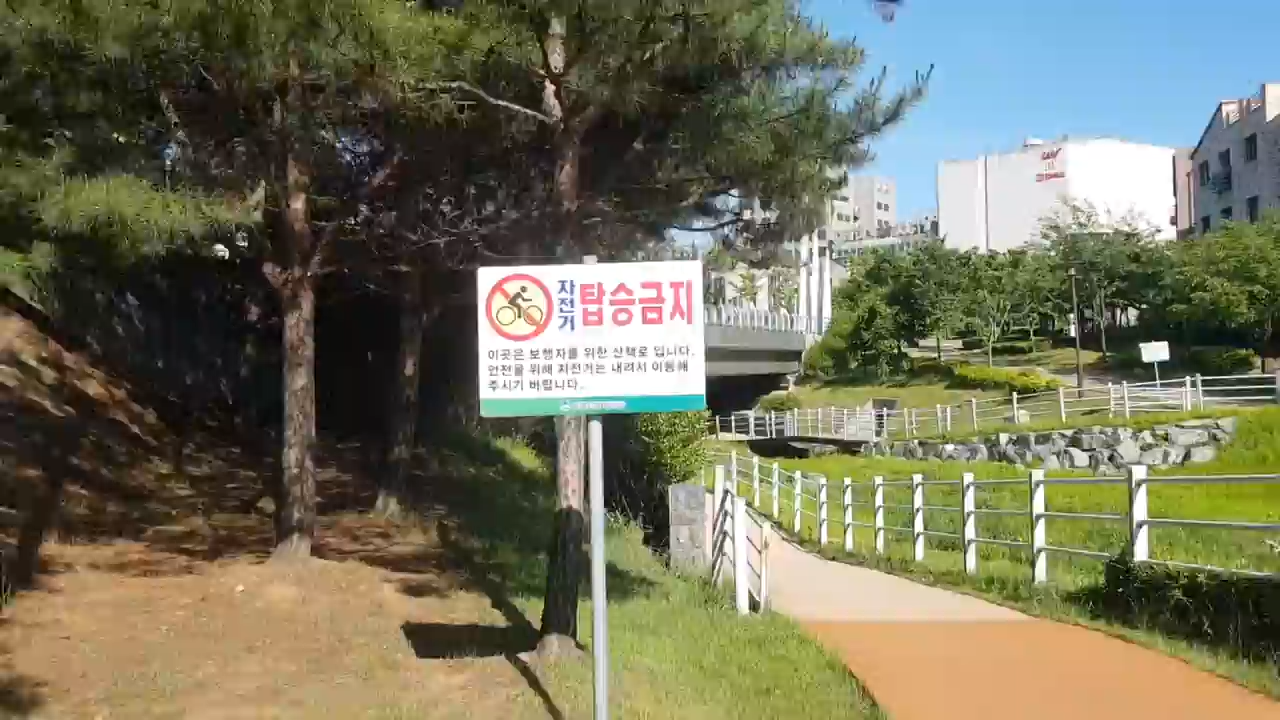 자전거
탑승금지
이곳은 보행자를 위한 산책로 입니다.
안전을 위해 자전거는 내려서 이동해
주시기 바랍니다.